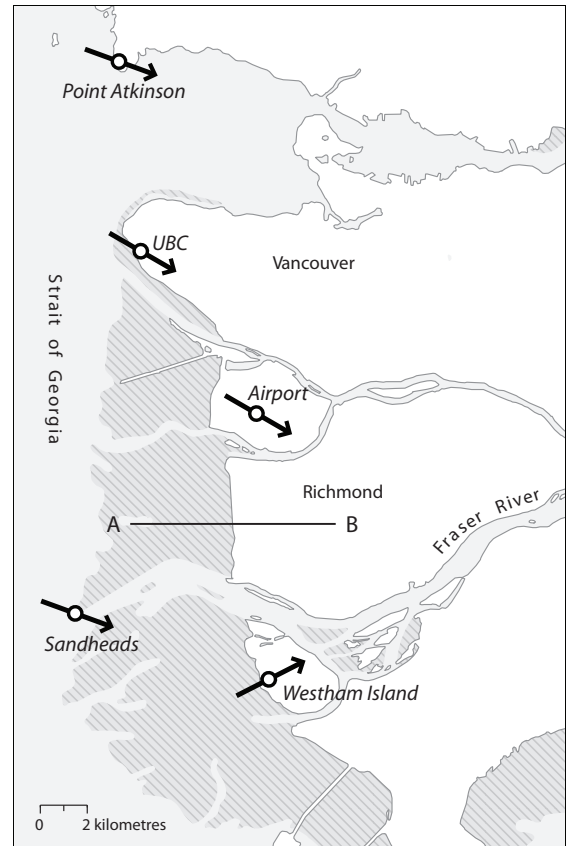 Point Atkinson
UBC
Vancouver
Strait of Georgia
Airport
Richmond
A
B
Fraser River
Sandheads
Westham Island
0 2 kilometres